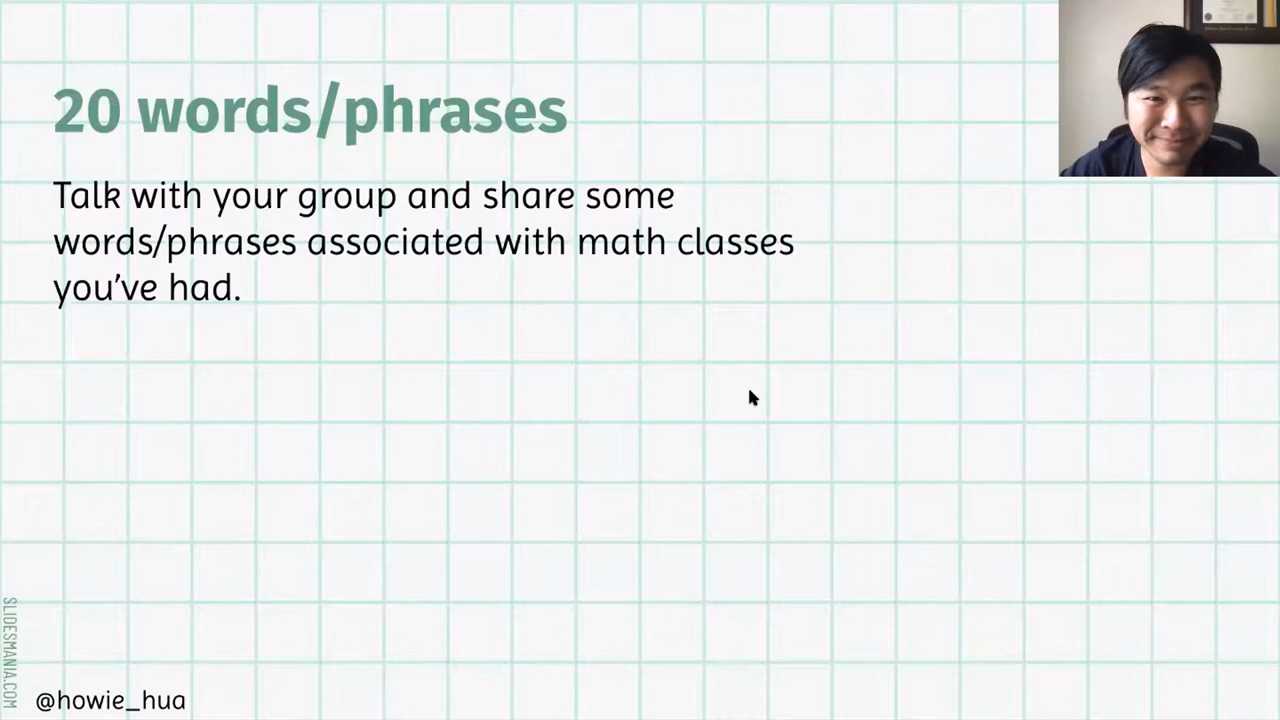 20 words/phrases
Talk with your group and share some
words/phrases associated with math classes
you've had.
SLIDESMANIA.COM
@howie_hua